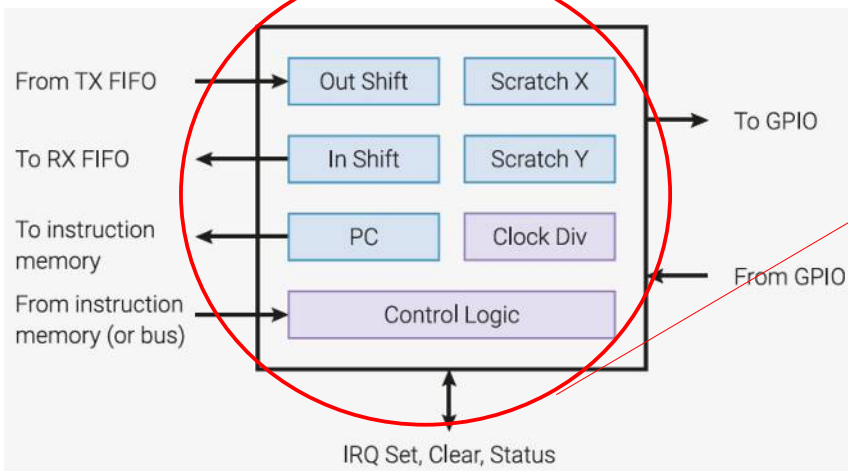 From TX FIFO
Out Shift
Scratch X
To GPIO
To RX FIFO
In Shift
Scratch Y
To instruction
memory
PC
Clock Div
From GPIO
From instruction
memory (or bus)
Control Logic
IRQ Set, Clear, Status